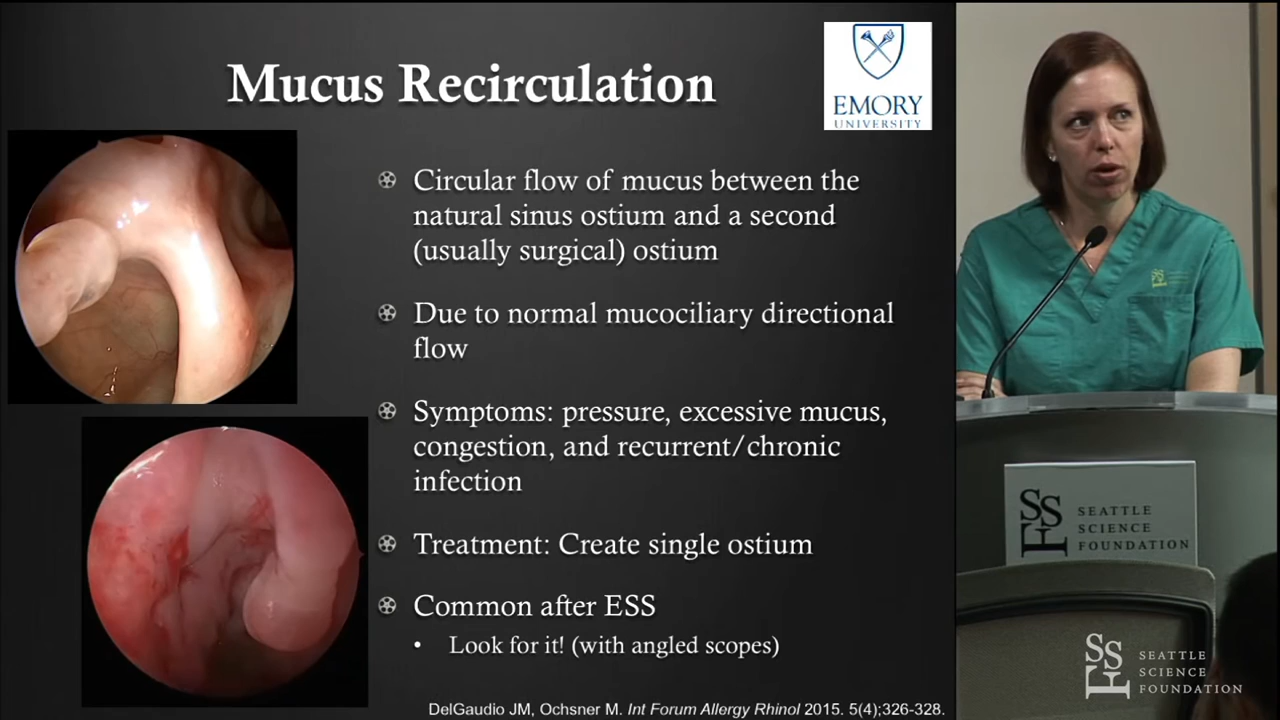 Mucus Recirculation
EMORY
UNIVERSITY
Circular flow of mucus between the
natural sinus ostium and a second
(usually surgical) ostium
Due to normal mucociliary directional
flow
Symptoms: pressure, excessive mucus,
congestion, and recurrent/chronic
infection
Treatment: Create single ostium
Common after ESS
• Look for it! (with angled scopes)
DelGaudio JM, Ochsner M. Int Forum Allergy Rhinol 2015. 5(4);326-328.
SSF
SEATTLE
SCIENCE
FOUNDATION
SSF
SEATTLE
SCIENCE
FOUNDATION